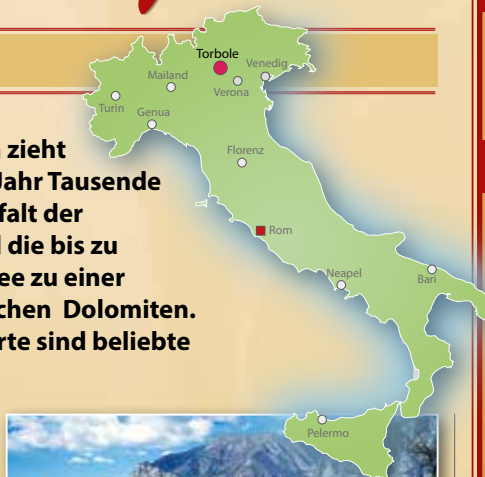 Torbole
Venedig
Mailand
Verona
Turin
Genua
zieht
Jahr Tausende
Florenz
falt der
die bis zu
Rom
ee zu einer
Neapel
Bari
chen Dolomiten.
rte sind beliebte
Pelermo